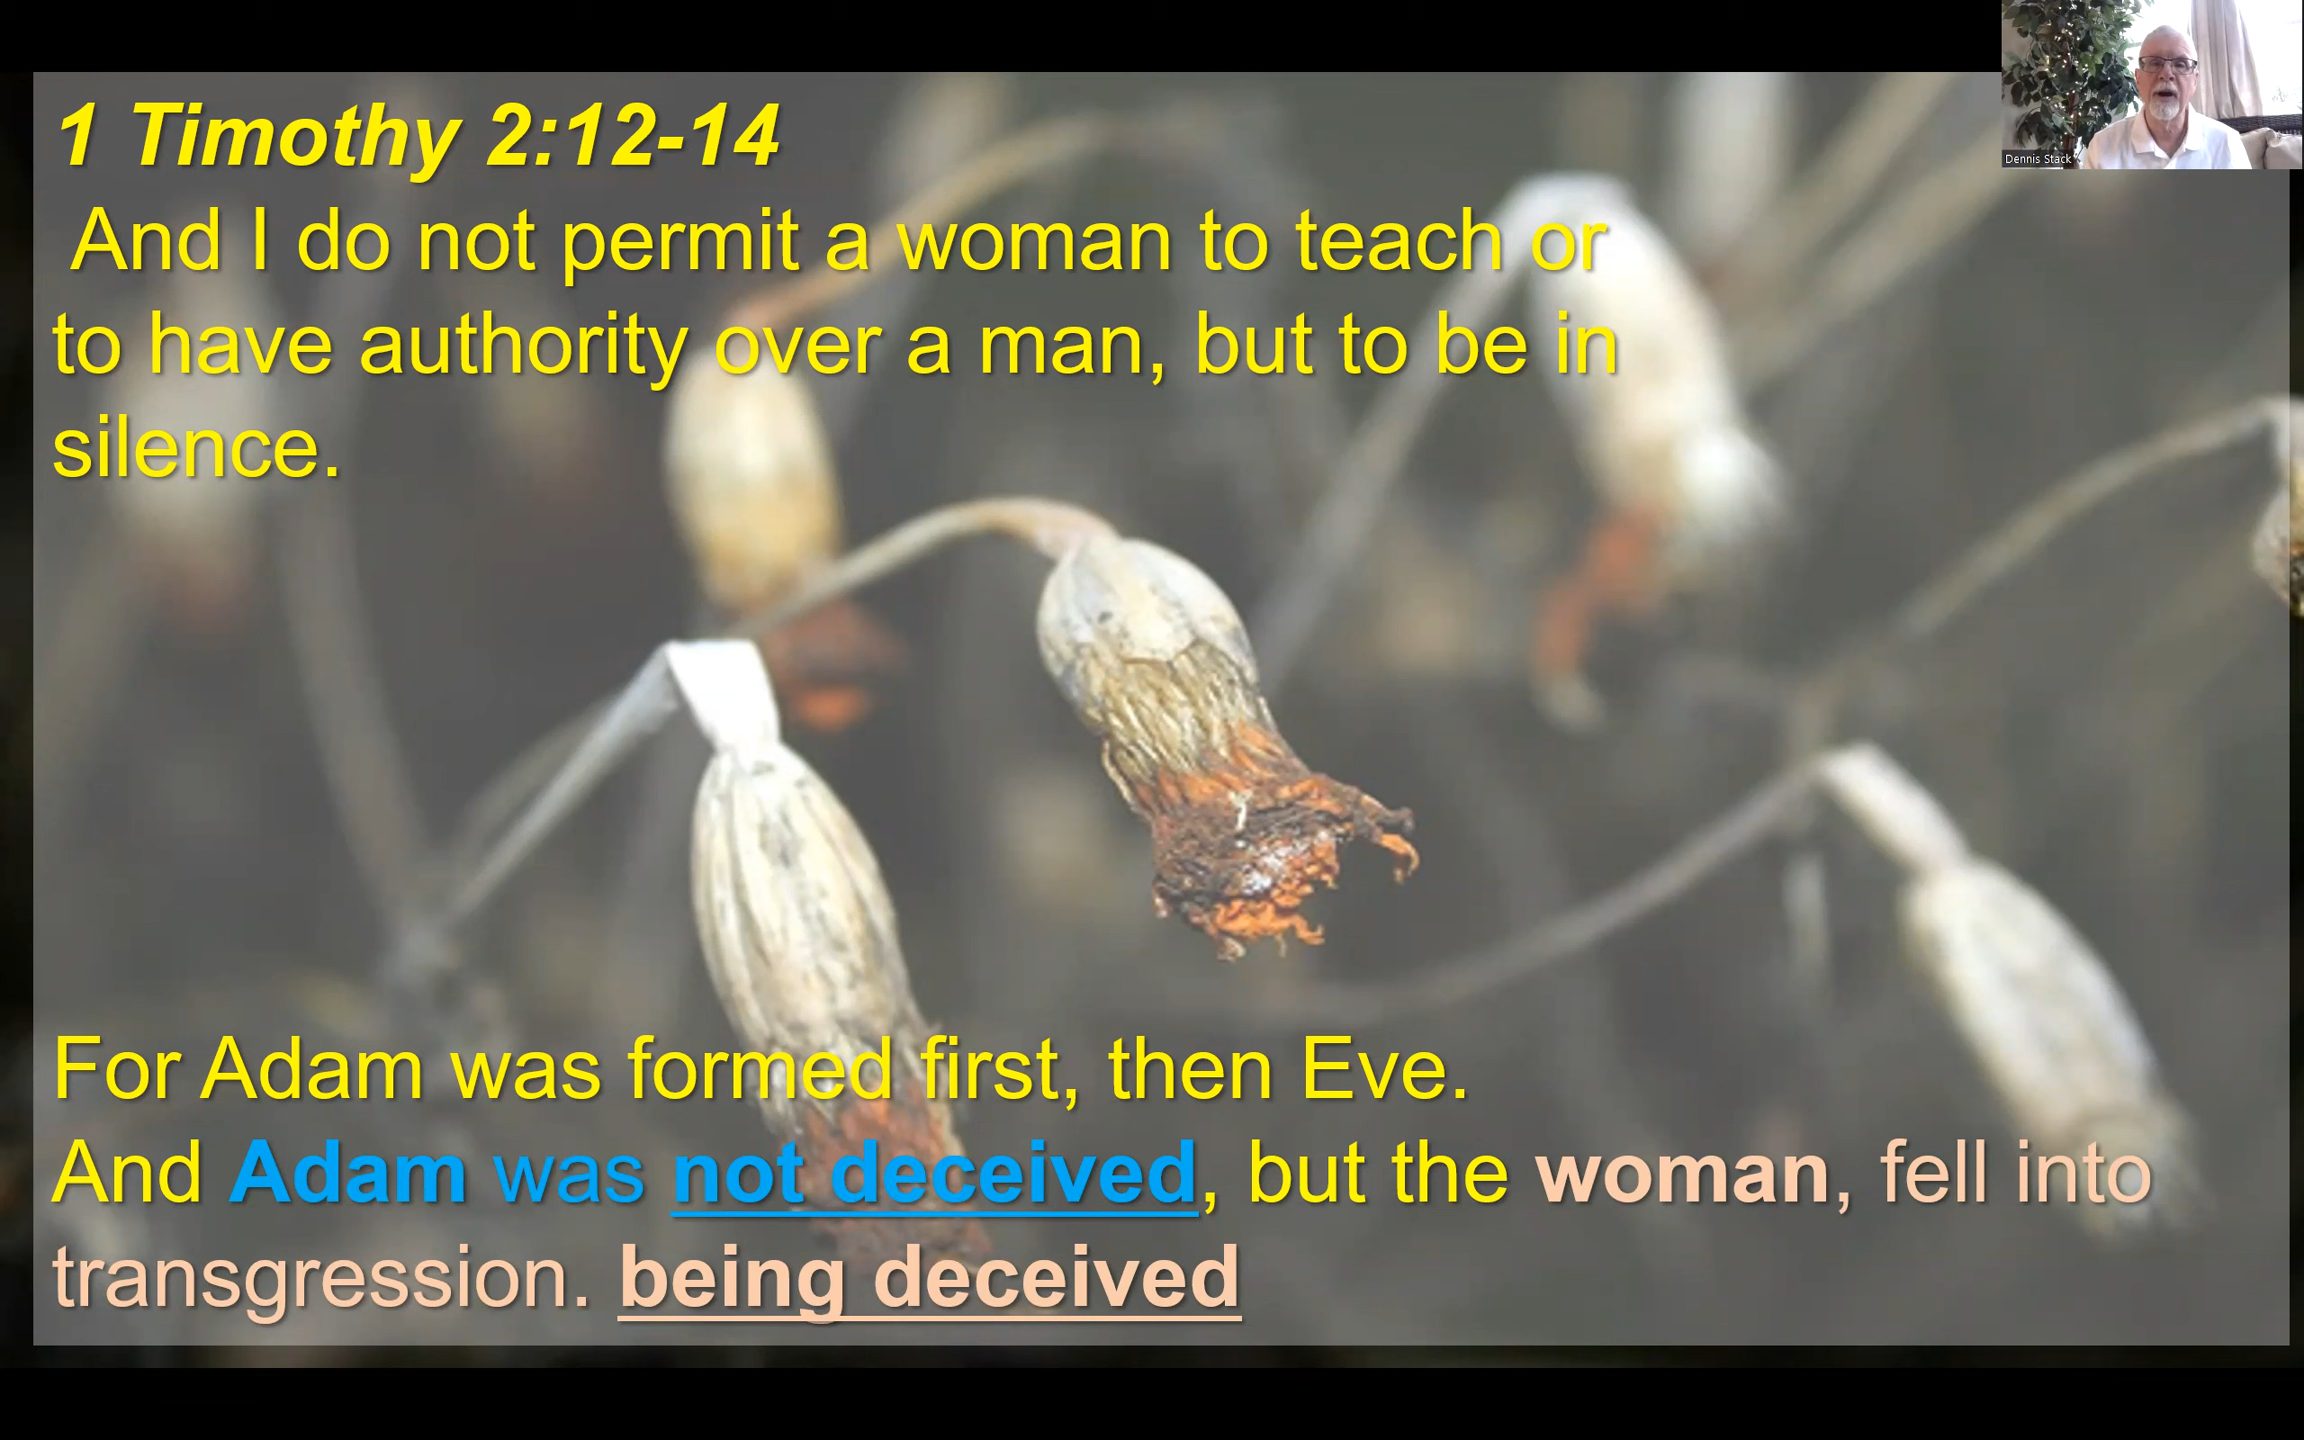 1 Timothy 2:12-14
And I do not permit a woman to teach or
to have authority over a man, but to be in
silence.
For Adam was formed first, then Eve.
And Adam was not deceived, but the woman, fell into
transgression. being deceived
Dennis Stack